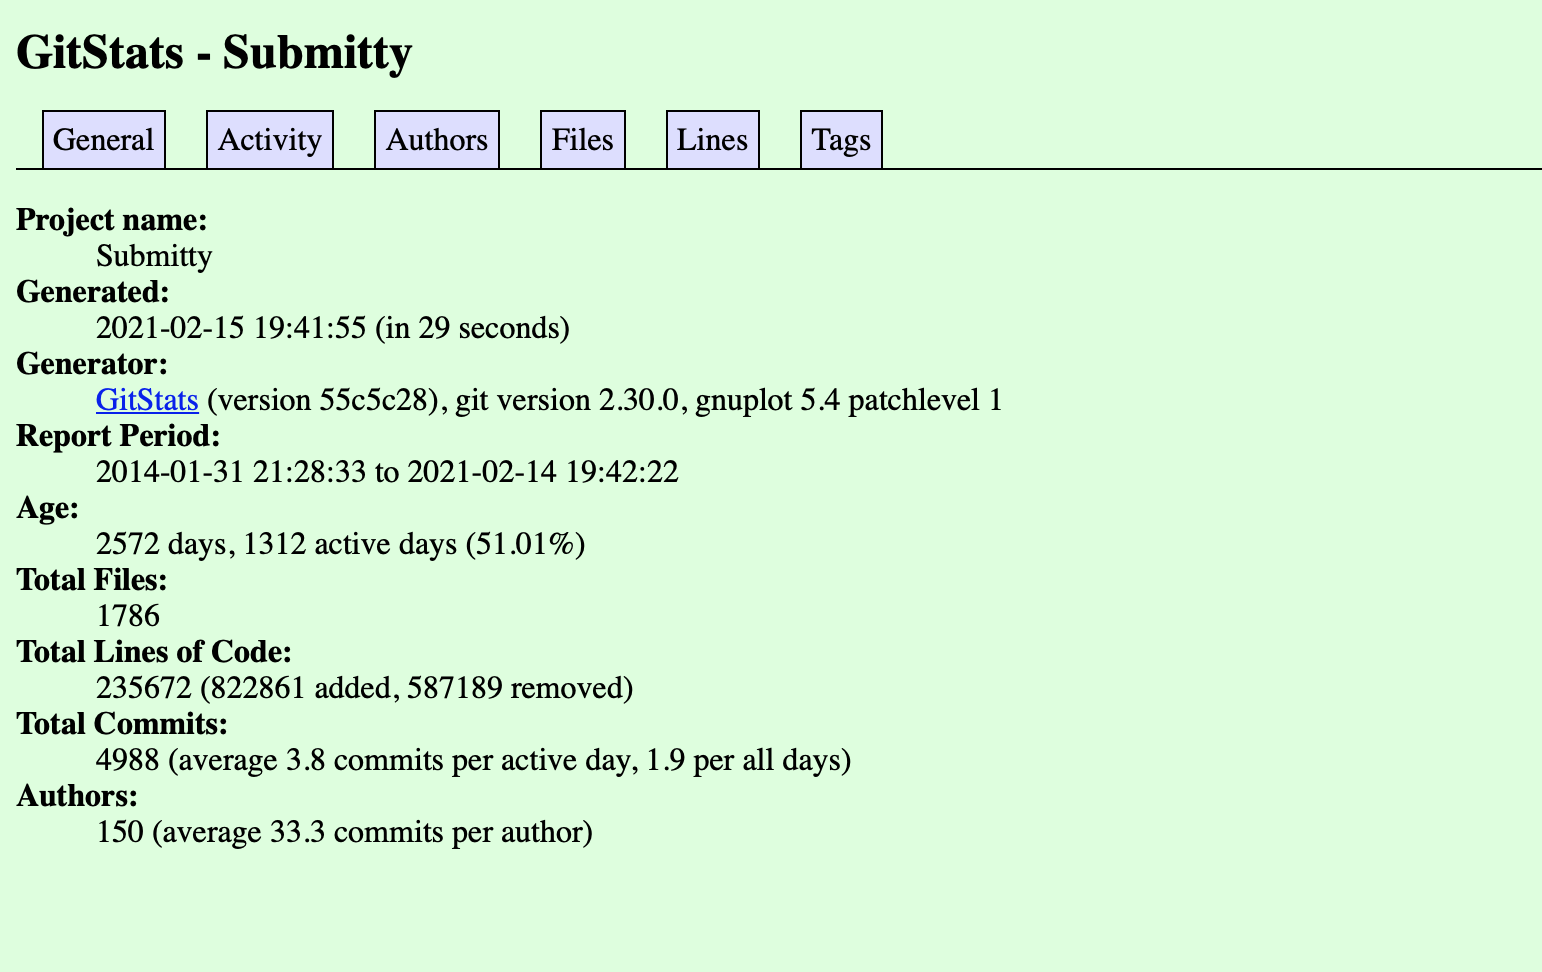 GitStats - Submitty
General Activity Authors Files Lines Tags
Project name:
Submitty
Generated:
2021-02-15 19:41:55 (in 29 seconds)
Generator:
GitStats (version 55c5c28), git version 2.30.0, gnuplot 5.4 patchlevel 1
Report Period:
2014-01-31 21:28:33 to 2021-02-14 19:42:22
Age:
2572 days, 1312 active days (51.01%)
Total Files:
1786
Total Lines of Code:
235672 (822861 added, 587189 removed)
Total Commits:
4988 (average 3.8 commits per active day, 1.9 per all days)
Authors:
150 (average 33.3 commits per author)